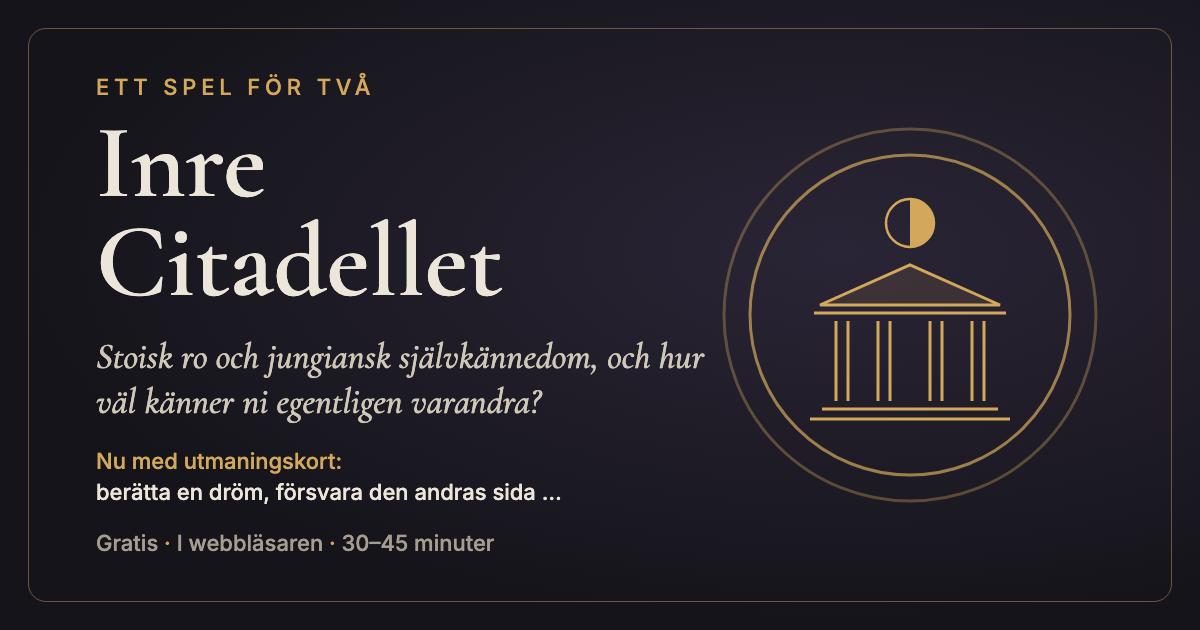 ETT SPEL FÖR TVÅ
Inre
Citadellet
Stoisk ro och jungiansk självkännedom, och hur
väl känner ni egentligen varandra?
Nu med utmaningskort:
berätta en dröm, försvara den andras sida ...
Gratis · I webbläsaren · 30–45 minuter